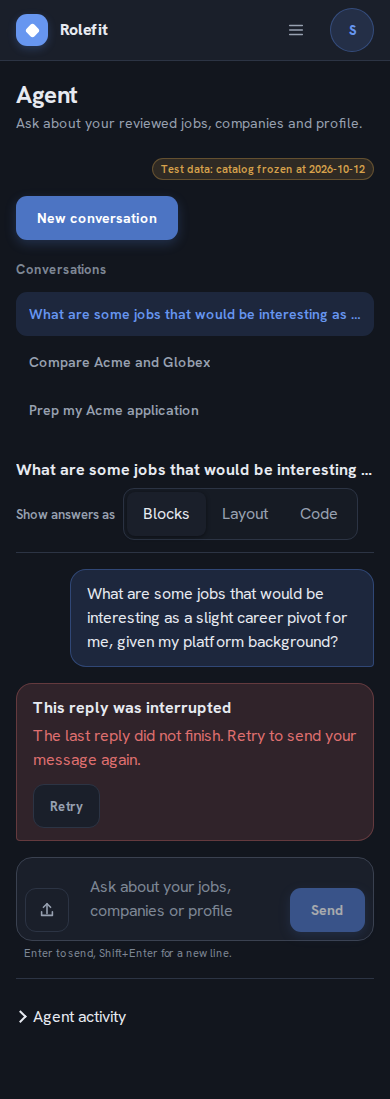 Rolefit
S
Agent
Ask about your reviewed jobs, companies and profile.
Test data: catalog frozen at 2026-10-12
New conversation
Conversations
What are some jobs that would be interesting as ...
Compare Acme and Globex
Prep my Acme application
What are some jobs that would be interesting ...
Show answers as
Blocks
Layout
Code
What are some jobs that would be
interesting as a slight career pivot for
me, given my platform background?
This reply was interrupted
The last reply did not finish. Retry to send your
message again.
Retry
Ask about your jobs,
companies or profile
Send
Enter to send, Shift+Enter for a new line.
Agent activity